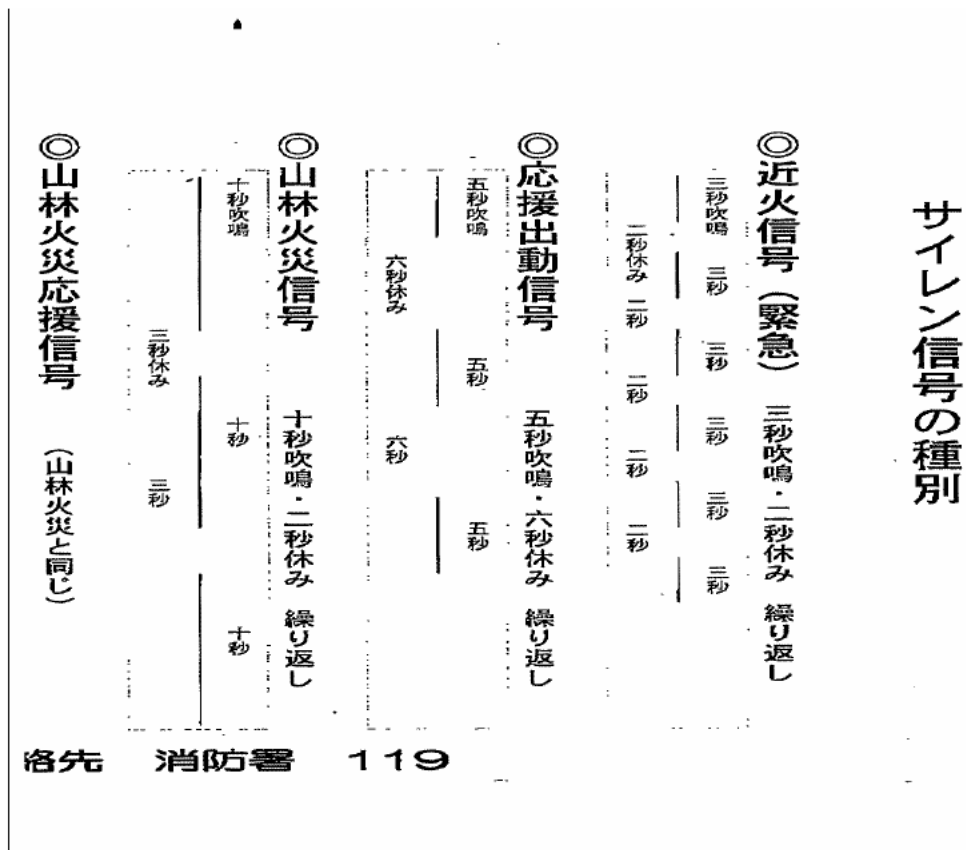 サイレン信号の種別
◎近火信号（緊急）　三秒吹鳴・二秒休み　繰り返し
三秒吹鳴　三秒　三秒　三秒　三秒　三秒
二秒休み　二秒　二秒　二秒　二秒
◎応援出動信号　五秒吹鳴・六秒休み　繰り返し
五秒吹鳴　五秒　五秒
六秒休み　六秒
◎山林火災信号　十秒吹鳴・二秒休み　繰り返し
十秒吹鳴　十秒　十秒
三秒休み　三秒
◎山林火災応援信号　（山林火災と同じ）
絡先　消防署　119